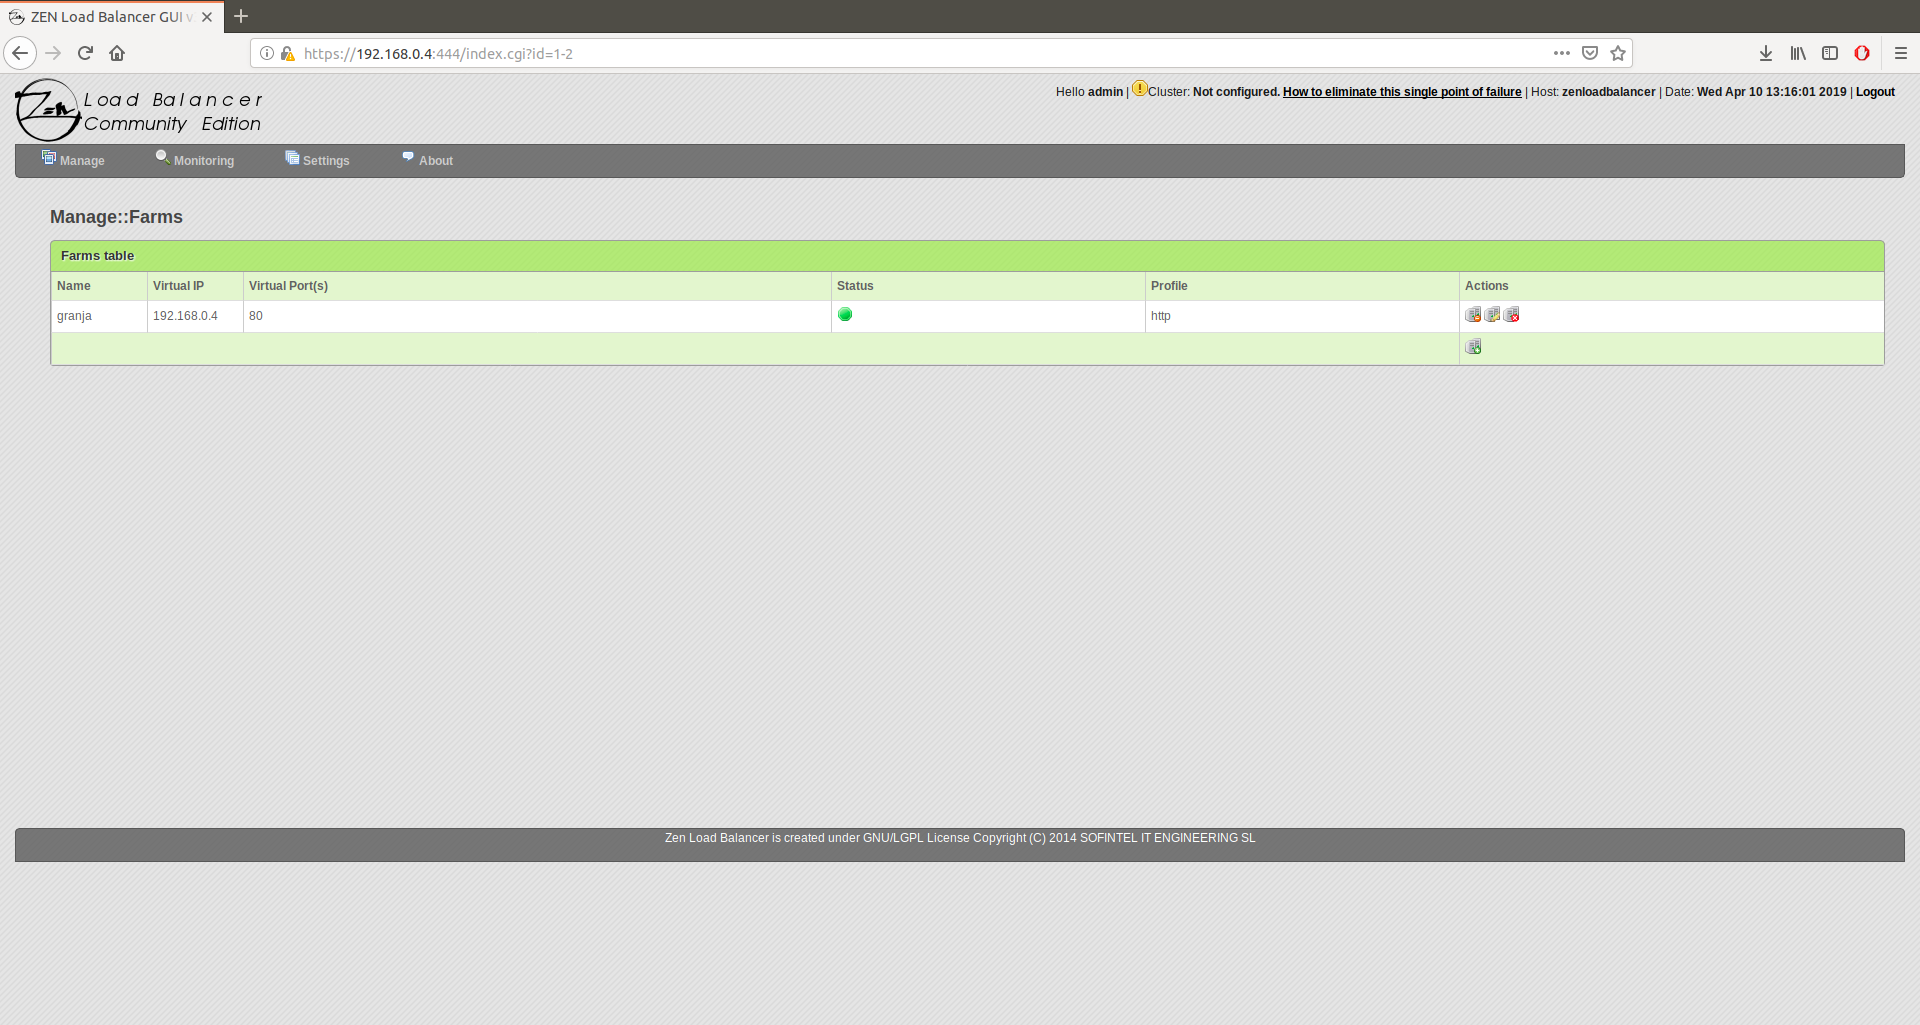 ZEN Load Balancer GUI v
https://192.168.0.4:444/index.cgi?id=1-2
Zen Load Balancer
Community Edition
Hello admin | Cluster: Not configured. How to eliminate this single point of failure | Host: zenloadbalancer | Date: Wed Apr 10 13:16:01 2019 | Logout
Manage Monitoring Settings About
Manage::Farms
Farms table
Name Virtual IP Virtual Port(s) Status Profile Actions
granja 192.168.0.4 80 http
Zen Load Balancer is created under GNU/LGPL License Copyright (C) 2014 SOFINTEL IT ENGINEERING SL